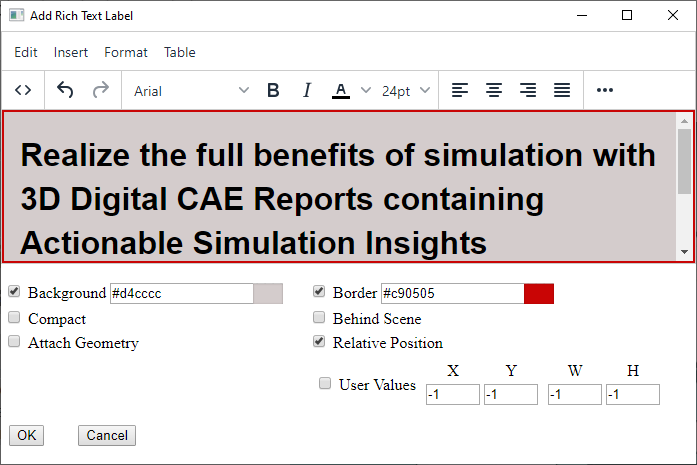 Add Rich Text Label
Edit Insert Format Table
Arial B I A 24pt
Realize the full benefits of simulation with
3D Digital CAE Reports containing
Actionable Simulation Insights
Background #d4cccc Border #c90505
Compact Behind Scene
Attach Geometry Relative Position
X Y W H
User Values -1 -1 -1 -1
OK Cancel